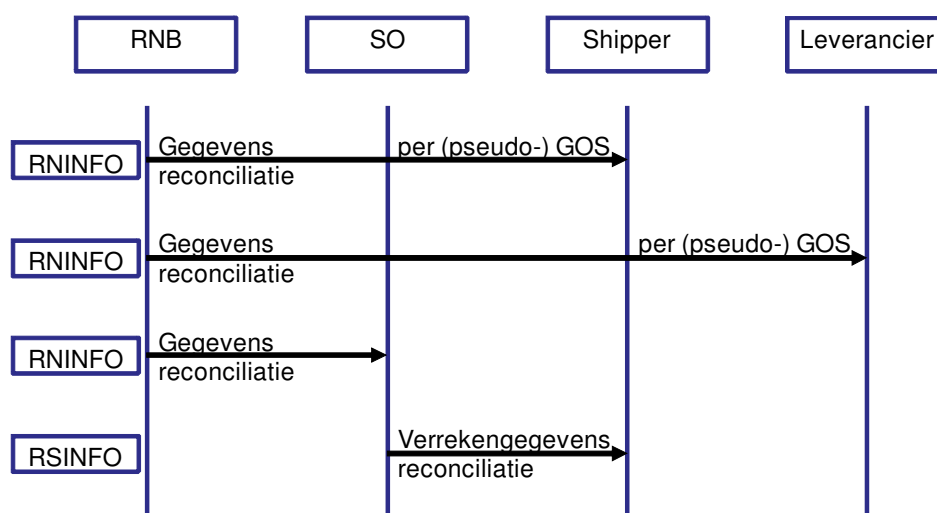 RNB SO Shipper Leverancier
Gegevens per (pseudo-) GOS
RNINFO
reconciliatie
Gegevens per (pseudo-) GOS
RNINFO
reconciliatie
Gegevens
RNINFO
reconciliatie
Verrekengegevens
RSINFO
reconciliatie